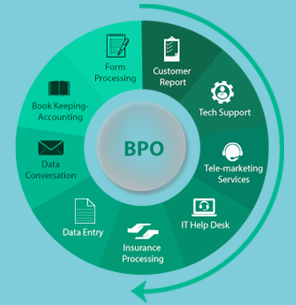 Form
Processing
Customer
Report
Tech Support
Tele-marketing
Services
IT Help Desk
Insurance
Processing
Data Entry
Data
Conversation
Book Keeping-
Accounting
BPO